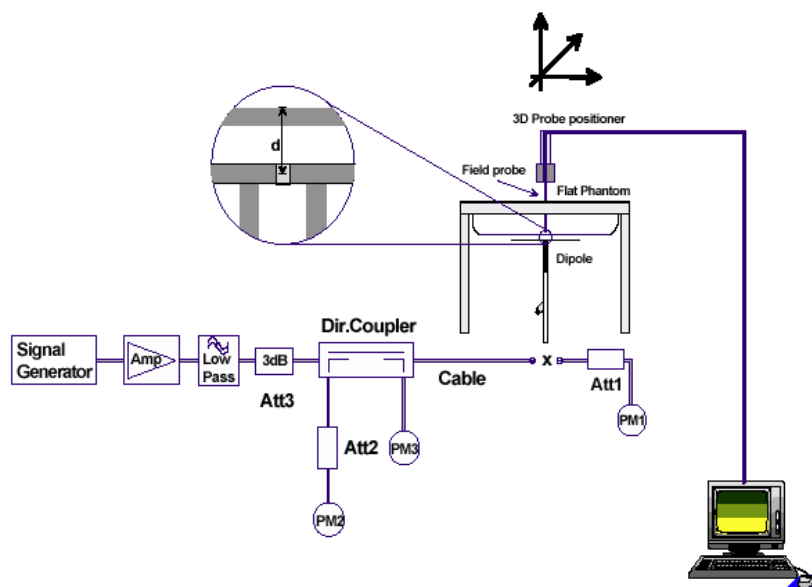 3D Probe positioner
d
Field probe
Flat Phantom
Dipole
Dir.Coupler
Signal
Generator
Amp
Low
Pass
3dB
Att3
Cable
x
Att1
PM1
Att2
PM3
PM2